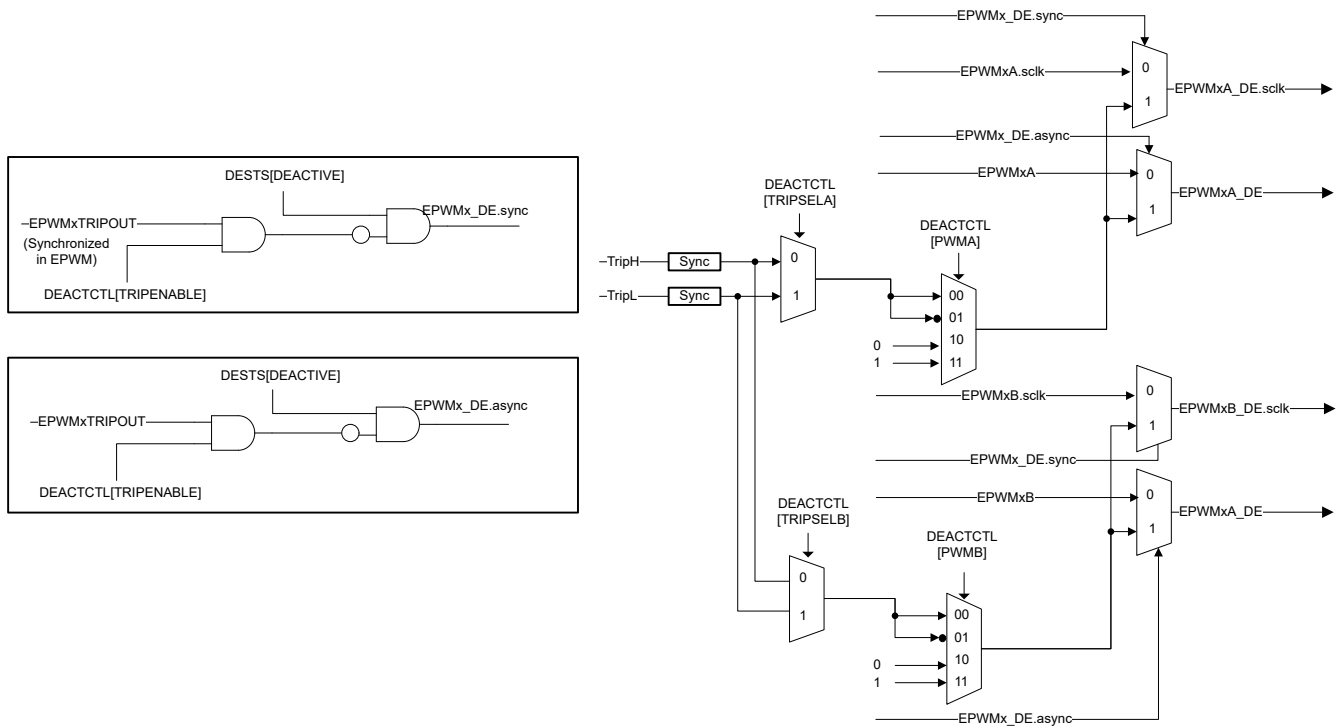 DESTS[DEACTIVE]
EPWMx_DE.sync
EPWMxTRIPOUT
(Synchronized
in EPWM)
DEACTCTL[TRIPENABLE]
DESTS[DEACTIVE]
EPWMx_DE.async
EPWMxTRIPOUT
DEACTCTL[TRIPENABLE]
EPWMx_DE.sync
EPWMxA.sclk
0
1
EPWMxA_DE.sclk
EPWMx_DE.async
EPWMxA
0
1
EPWMxA_DE
DEACTCTL
[TRIPSELA]
TripH
Sync
TripL
Sync
0
1
DEACTCTL
[PWMA]
00
01
10
11
0
1
EPWMxB.sclk
0
1
EPWMxB_DE.sclk
EPWMx_DE.sync
EPWMxB
0
1
EPWMxA_DE
DEACTCTL
[TRIPSELB]
0
1
DEACTCTL
[PWMB]
00
01
10
11
0
1
EPWMx_DE.async